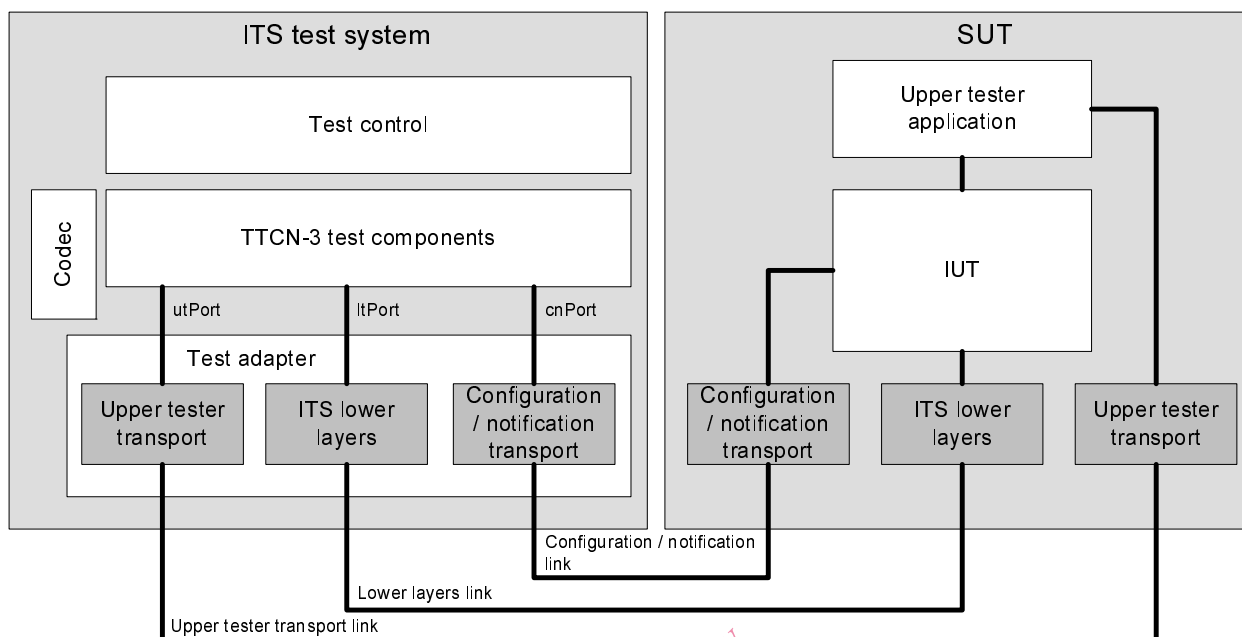 ITS test system
Test control
Codec
TTCN-3 test components
utPort
ltPort
cnPort
Test adapter
Upper tester
transport
ITS lower
layers
Configuration
/ notification
transport
SUT
Upper tester
application
IUT
Configuration
/ notification
transport
ITS lower
layers
Upper tester
transport
Configuration / notification
link
Lower layers link
Upper tester transport link